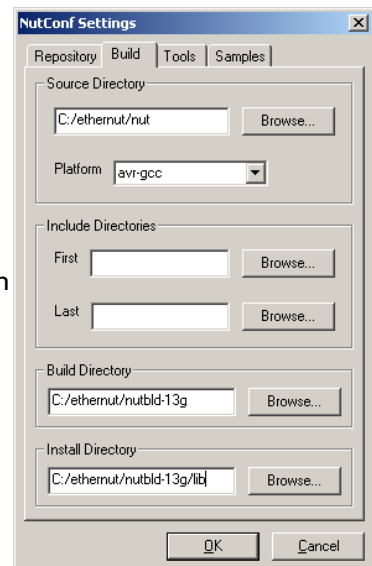 NutConf Settings
Repository Build Tools Samples
Source Directory
C:/ethernut/nut Browse...
Platform avr-gcc
Include Directories
First Browse...
Last Browse...
Build Directory
C:/ethernut/nutbld-13g Browse...
Install Directory
C:/ethernut/nutbld-13g/lib Browse...
OK Cancel